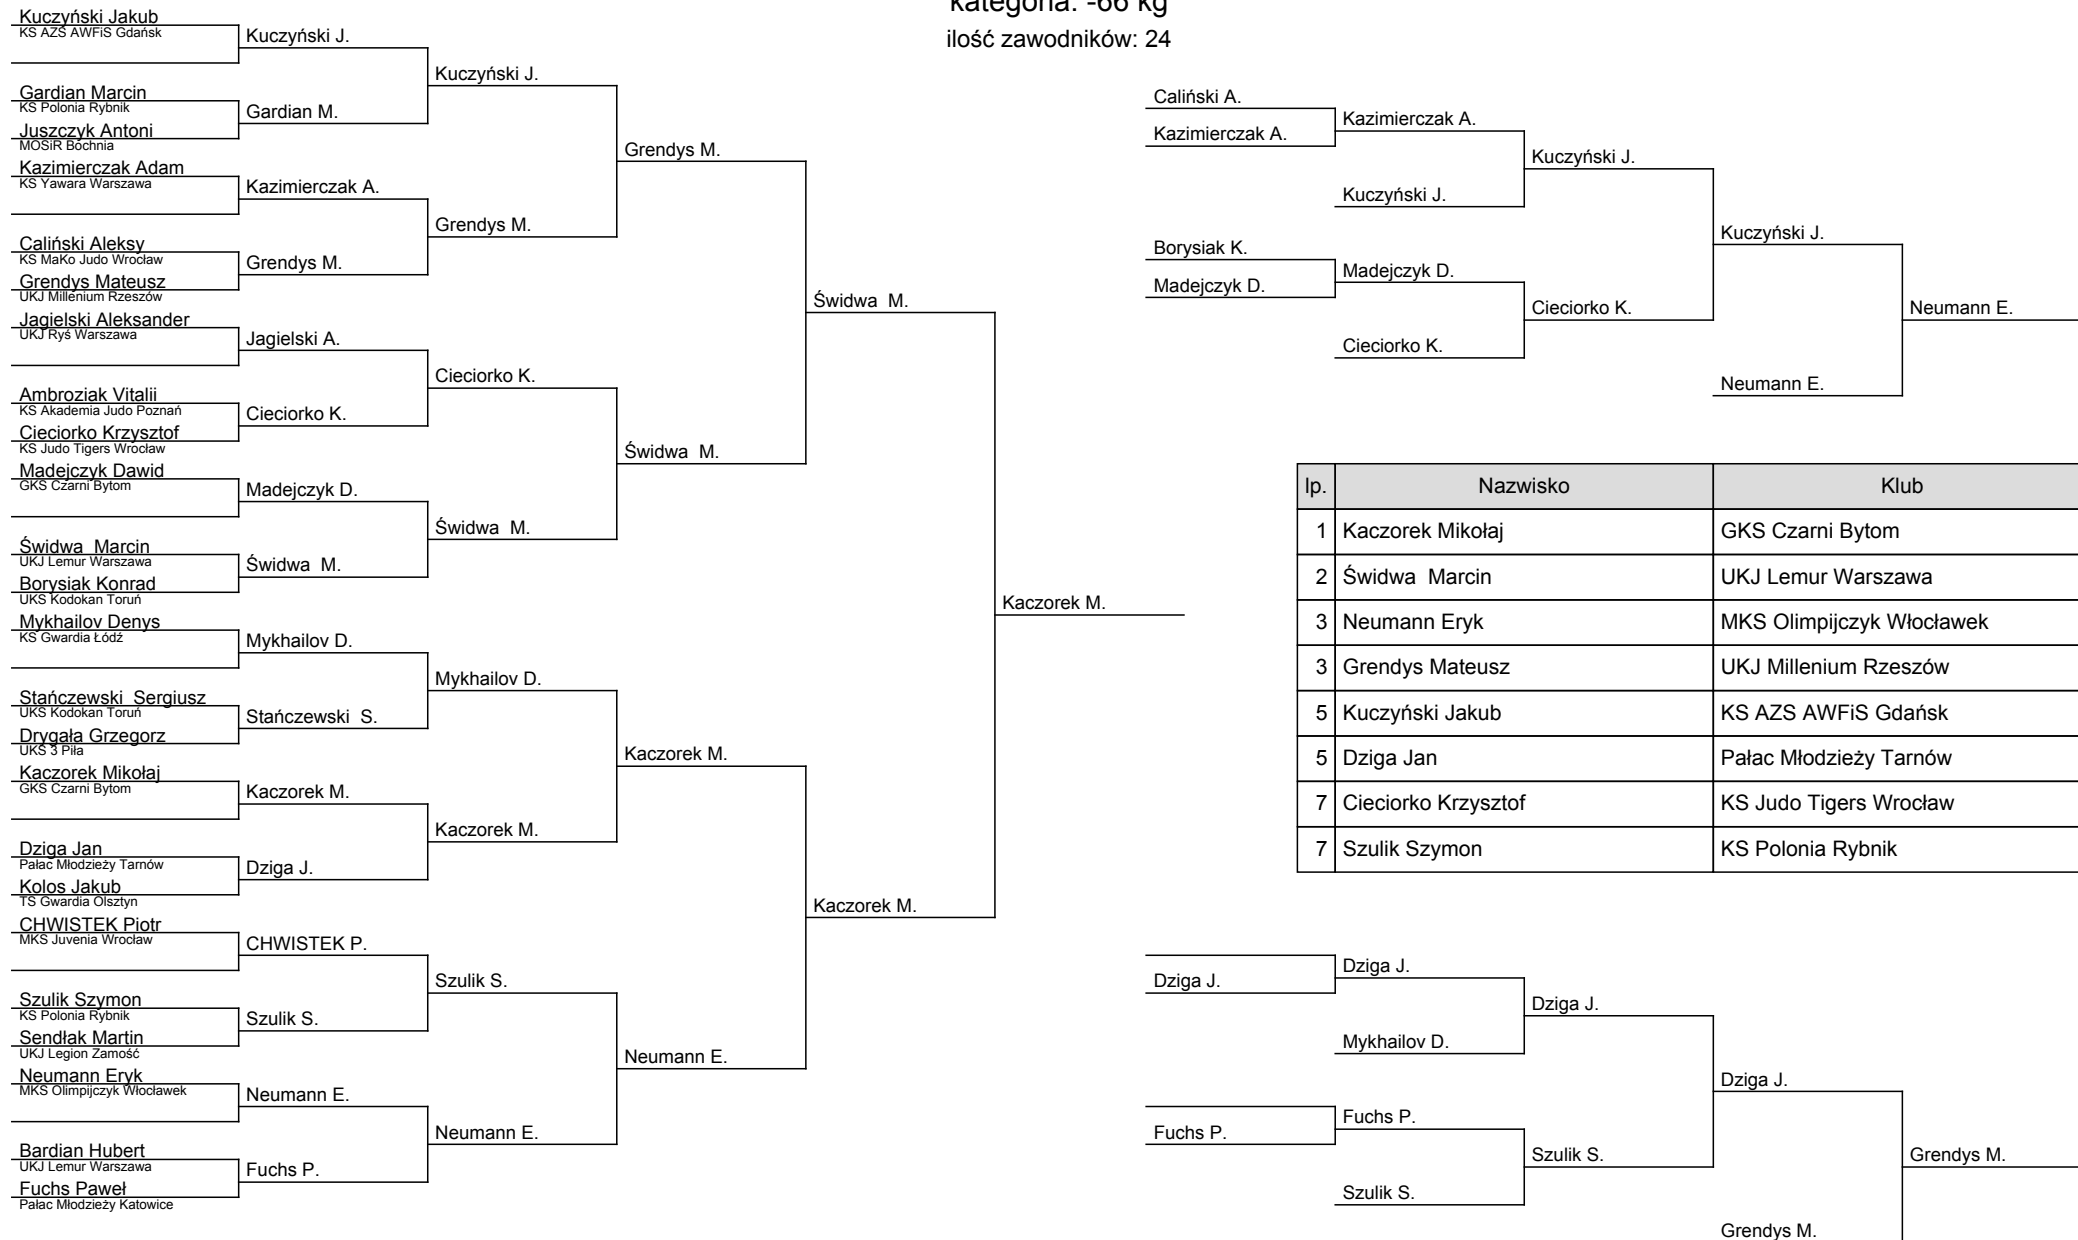 kategoria: -66 kg
ilość zawodników: 24
Kuczyński Jakub
KS AZS AWFiS Gdańsk
Gardian Marcin
KS Polonia Rybnik
Juszczyk Antoni
MOSiR Bochnia
Kazimierczak Adam
KS Yawara Warszawa
Caliński Aleksy
KS MaKo Judo Wrocław
Grendys Mateusz
UKJ Millenium Rzeszów
Jagielski Aleksander
UKJ Ryś Warszawa
Ambroziak Vitalii
KS Akademia Judo Poznań
Cieciorko Krzysztof
KS Judo Tigers Wrocław
Madejczyk Dawid
GKS Czarni Bytom
Świdwa  Marcin
UKJ Lemur Warszawa
Borysiak Konrad
UKS Kodokan Toruń
Mykhailov Denys
KS Gwardia Łódź
Stańczewski  Sergiusz
UKS Kodokan Toruń
Drygała Grzegorz
UKS 3 Piła
Kaczorek Mikołaj
GKS Czarni Bytom
Dziga Jan
Pałac Młodzieży Tarnów
Kolos Jakub
TS Gwardia Olsztyn
CHWISTEK Piotr
MKS Juvenia Wrocław
Szulik Szymon
KS Polonia Rybnik
Sendłak Martin
UKJ Legion Zamość
Neumann Eryk
MKS Olimpijczyk Włocławek
Bardian Hubert
UKJ Lemur Warszawa
Fuchs Paweł
Pałac Młodzieży Katowice
Kuczyński J.
Gardian M.
Kazimierczak A.
Grendys M.
Jagielski A.
Cieciorko K.
Madejczyk D.
Świdwa  M.
Mykhailov D.
Stańczewski  S.
Kaczorek M.
Dziga J.
CHWISTEK P.
Szulik S.
Neumann E.
Fuchs P.
Kuczyński J.
Grendys M.
Cieciorko K.
Świdwa  M.
Mykhailov D.
Kaczorek M.
Szulik S.
Neumann E.
Grendys M.
Świdwa  M.
Kaczorek M.
Neumann E.
Świdwa  M.
Kaczorek M.
Kaczorek M.
Caliński A.
Kazimierczak A.
Borysiak K.
Madejczyk D.
Kazimierczak A.
Kuczyński J.
Madejczyk D.
Cieciorko K.
Kuczyński J.
Cieciorko K.
Kuczyński J.
Neumann E.
Neumann E.
lp. Nazwisko Klub
1 Kaczorek Mikołaj GKS Czarni Bytom
2 Świdwa  Marcin UKJ Lemur Warszawa
3 Neumann Eryk MKS Olimpijczyk Włocławek
3 Grendys Mateusz UKJ Millenium Rzeszów
5 Kuczyński Jakub KS AZS AWFiS Gdańsk
5 Dziga Jan Pałac Młodzieży Tarnów
7 Cieciorko Krzysztof KS Judo Tigers Wrocław
7 Szulik Szymon KS Polonia Rybnik
Dziga J.
Fuchs P.
Dziga J.
Mykhailov D.
Fuchs P.
Szulik S.
Dziga J.
Szulik S.
Dziga J.
Grendys M.
Grendys M.